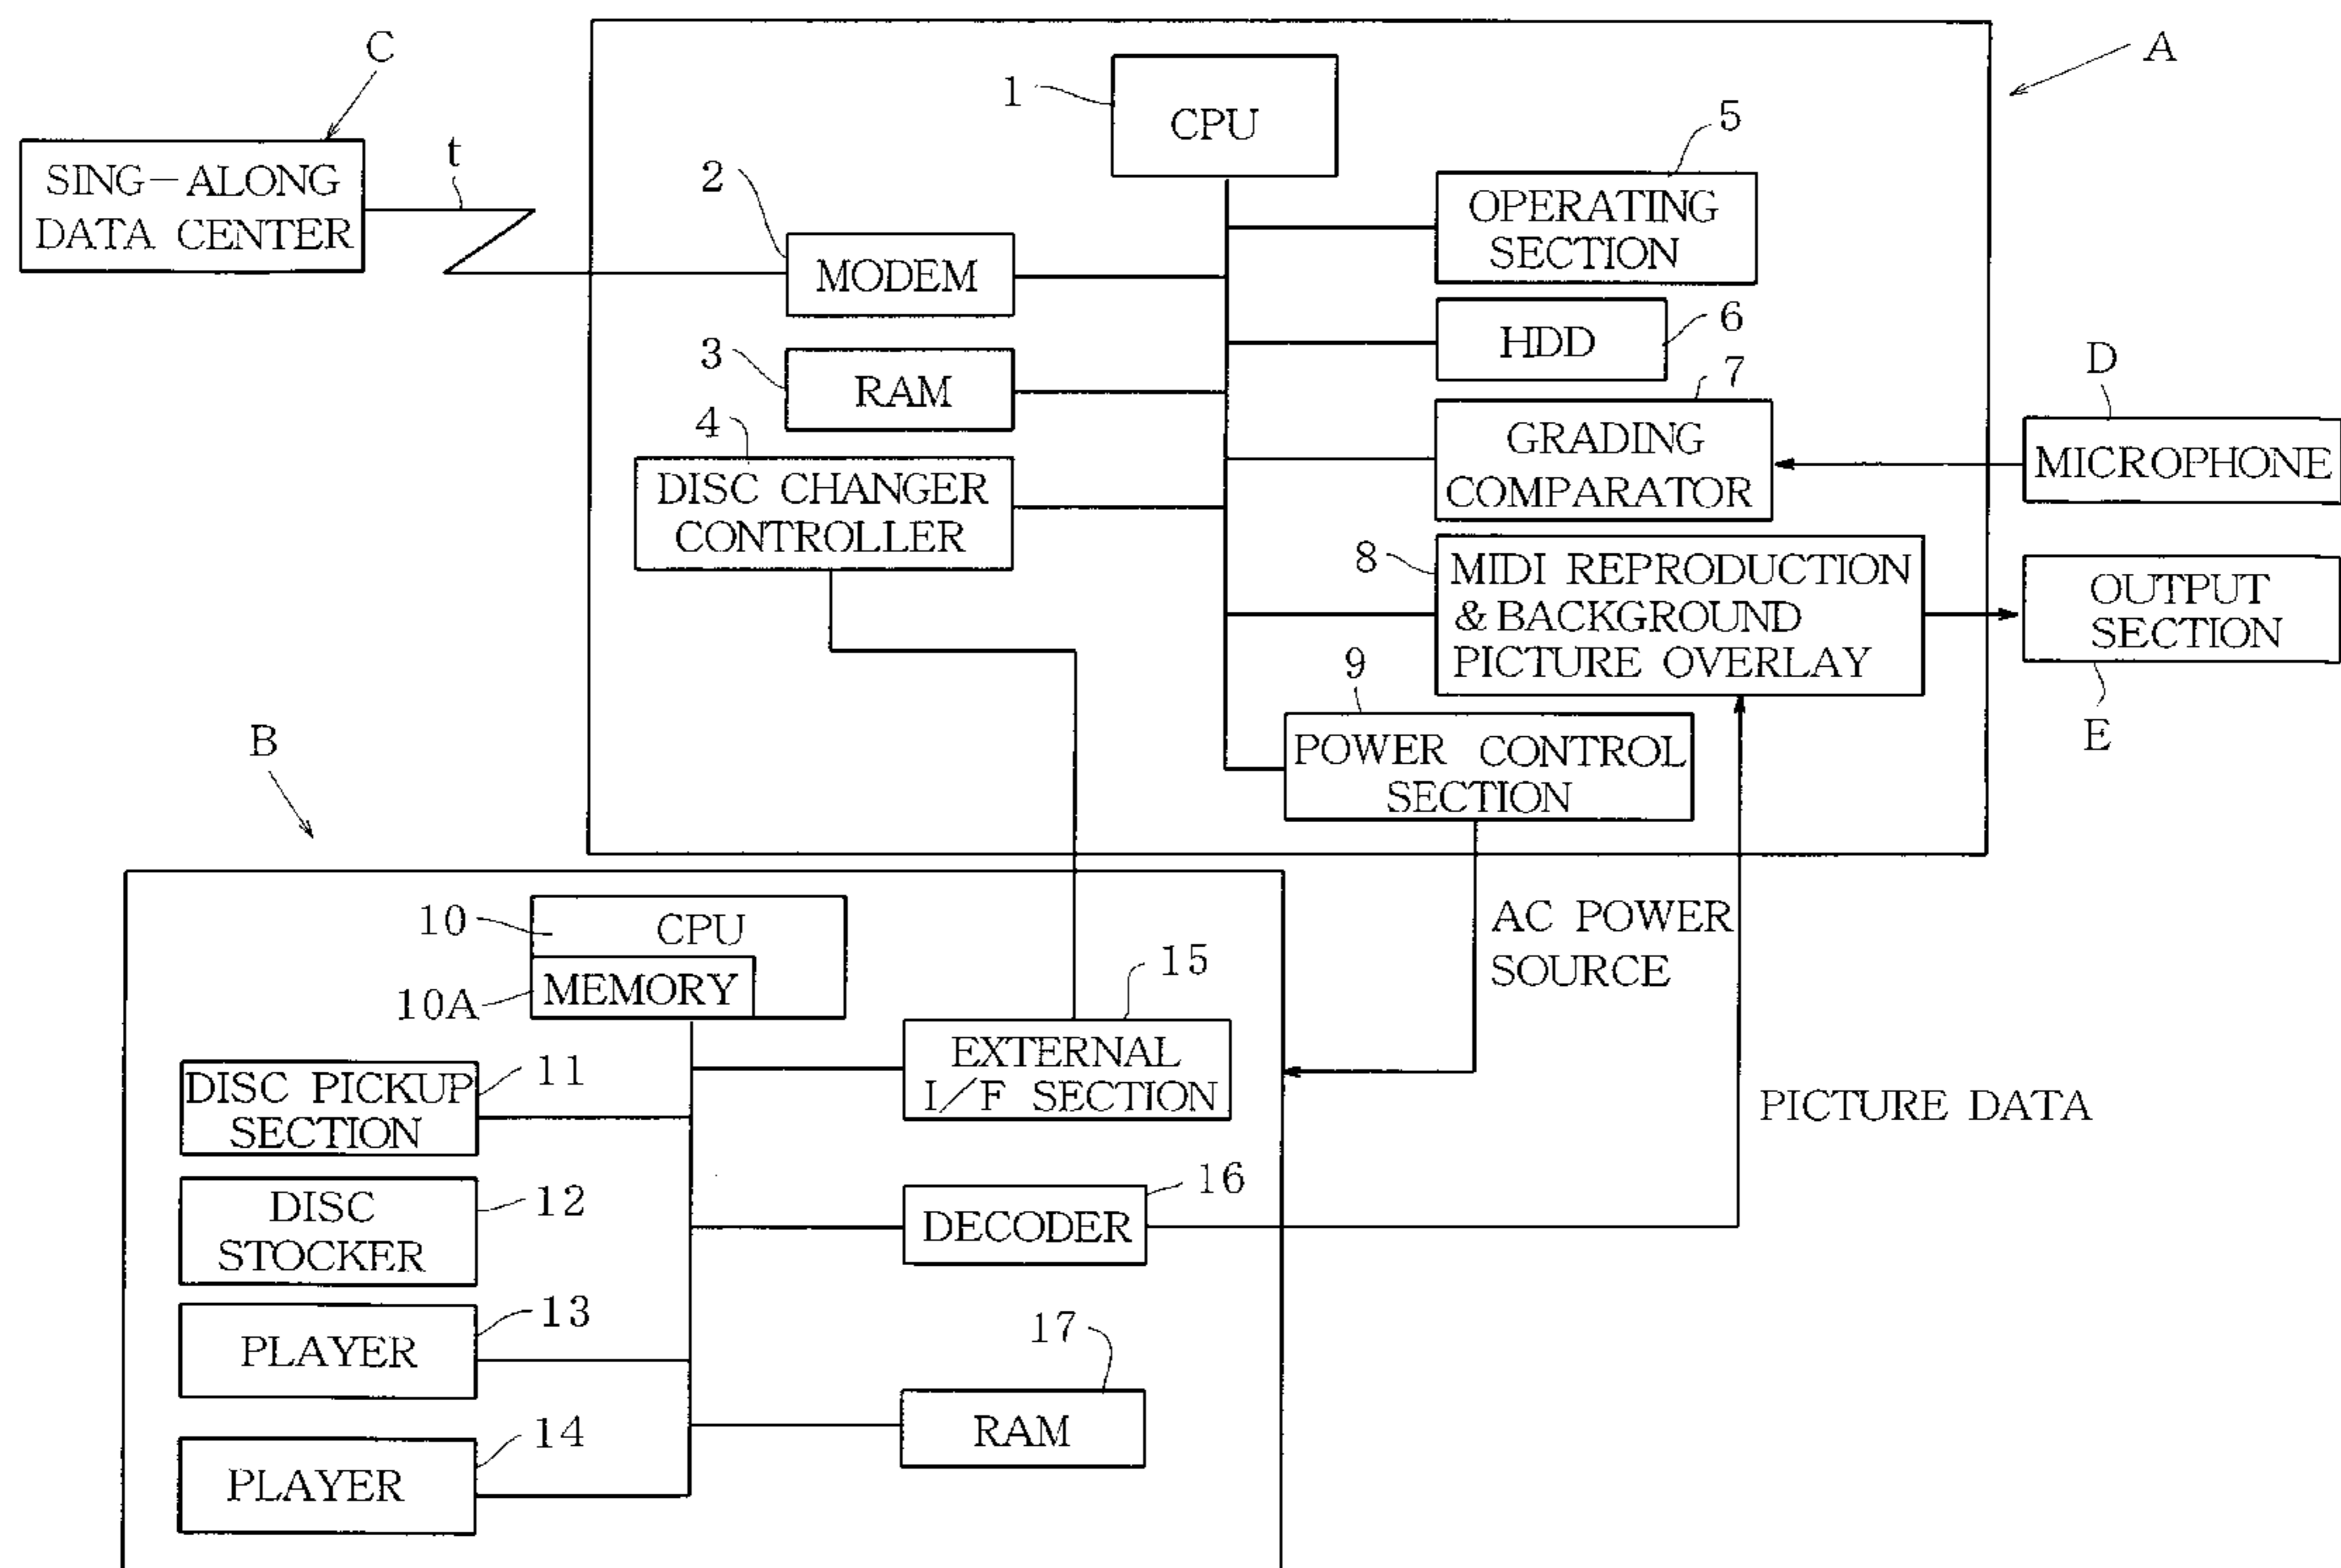 C
A
1
CPU
5
SING-ALONG
DATA CENTER
t
2
MODEM
OPERATING
SECTION
3
RAM
HDD
6
7
D
4
DISC CHANGER
CONTROLLER
GRADING
COMPARATOR
MICROPHONE
8
MIDI REPRODUCTION
& BACKGROUND
PICTURE OVERLAY
OUTPUT
SECTION
E
9
POWER CONTROL
SECTION
B
10
CPU
MEMORY
10A
AC POWER
SOURCE
15
EXTERNAL
I/F SECTION
DISC PICKUP
SECTION
11
PICTURE DATA
DISC
STOCKER
12
16
DECODER
PLAYER
13
17
RAM
PLAYER
14